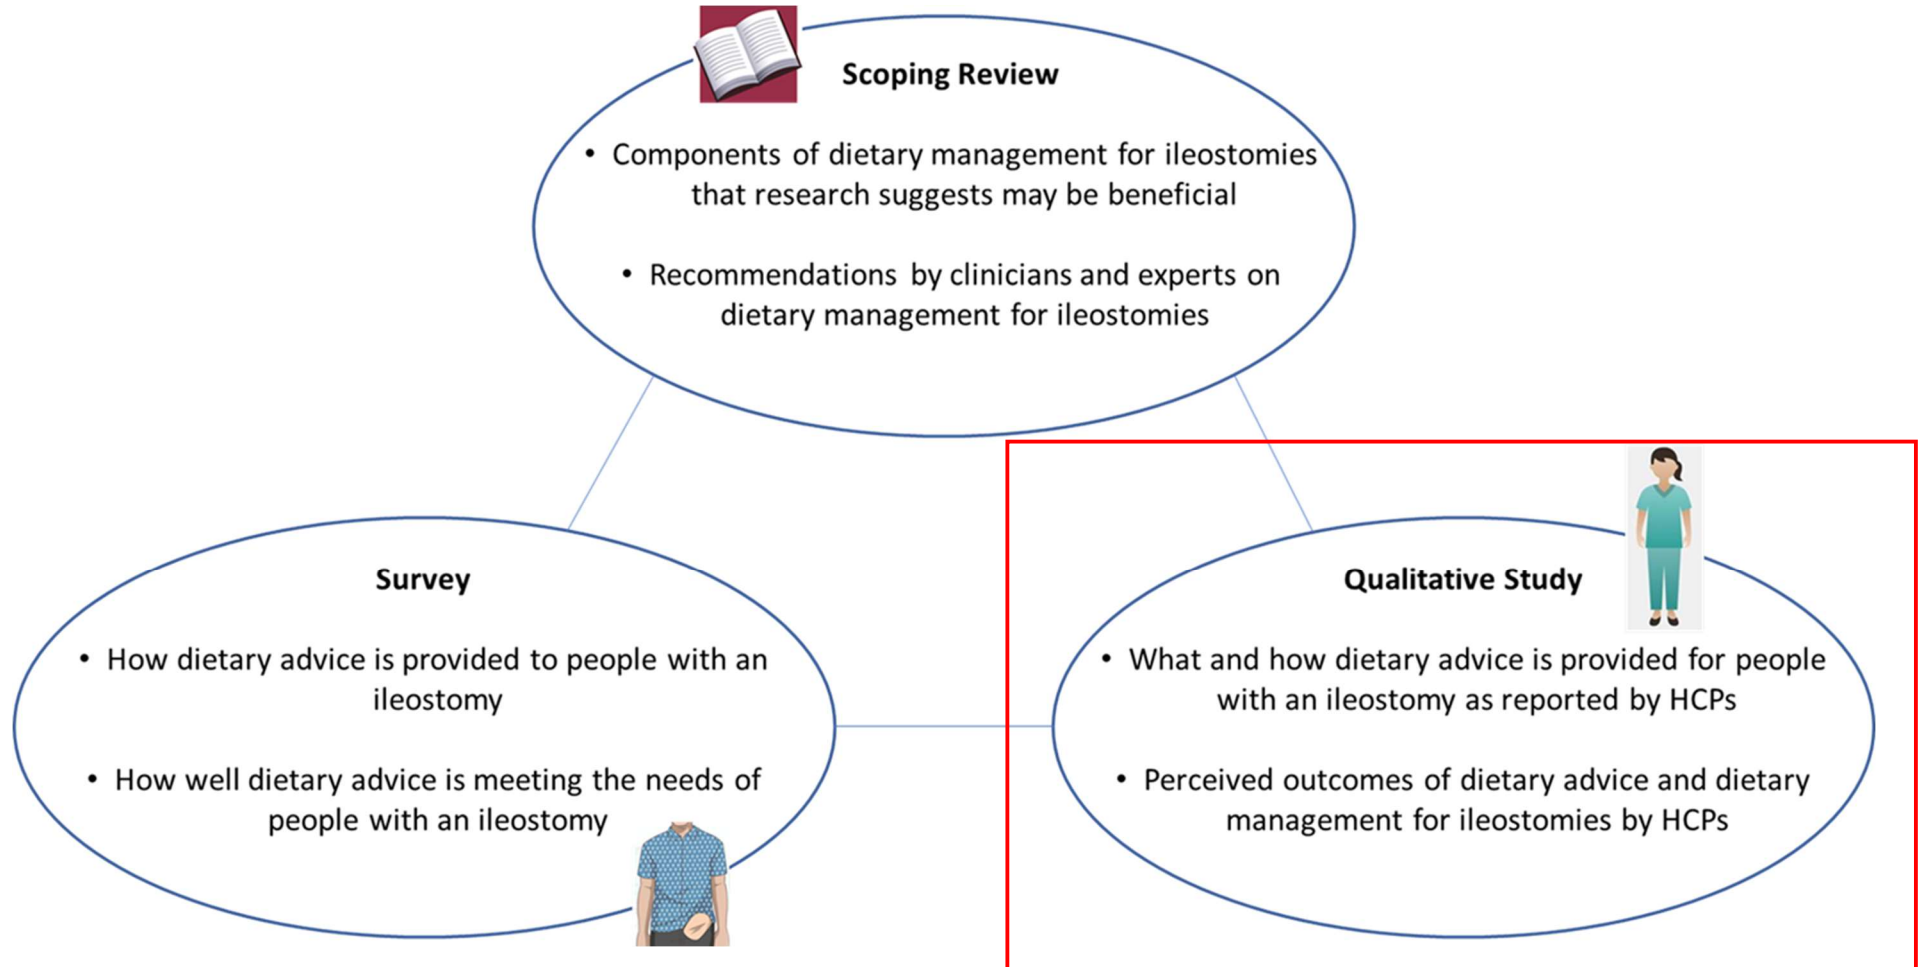 Scoping Review
• Components of dietary management for ileostomies
that research suggests may be beneficial
• Recommendations by clinicians and experts on
dietary management for ileostomies
Survey
• How dietary advice is provided to people with an
ileostomy
• How well dietary advice is meeting the needs of
people with an ileostomy
Qualitative Study
• What and how dietary advice is provided for people
with an ileostomy as reported by HCPs
• Perceived outcomes of dietary advice and dietary
management for ileostomies by HCPs